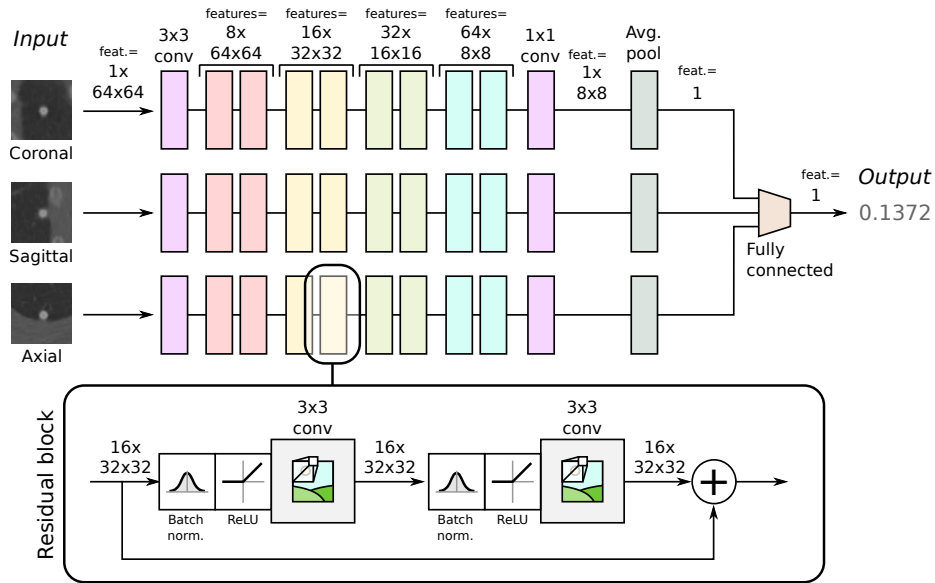 Input
feat.=
1x
64x64
3x3
conv
features=
8x
64x64
features=
16x
32x32
features=
32x
16x16
features=
64x
8x8
1x1
conv
feat.=
1x
8x8
Avg.
pool
feat.=
1
Coronal
Sagittal
Axial
feat.=
1
Output
0.1372
Fully
connected
Residual block
16x
32x32
Batch
norm.
ReLU
3x3
conv
16x
32x32
Batch
norm.
ReLU
3x3
conv
16x
32x32
+